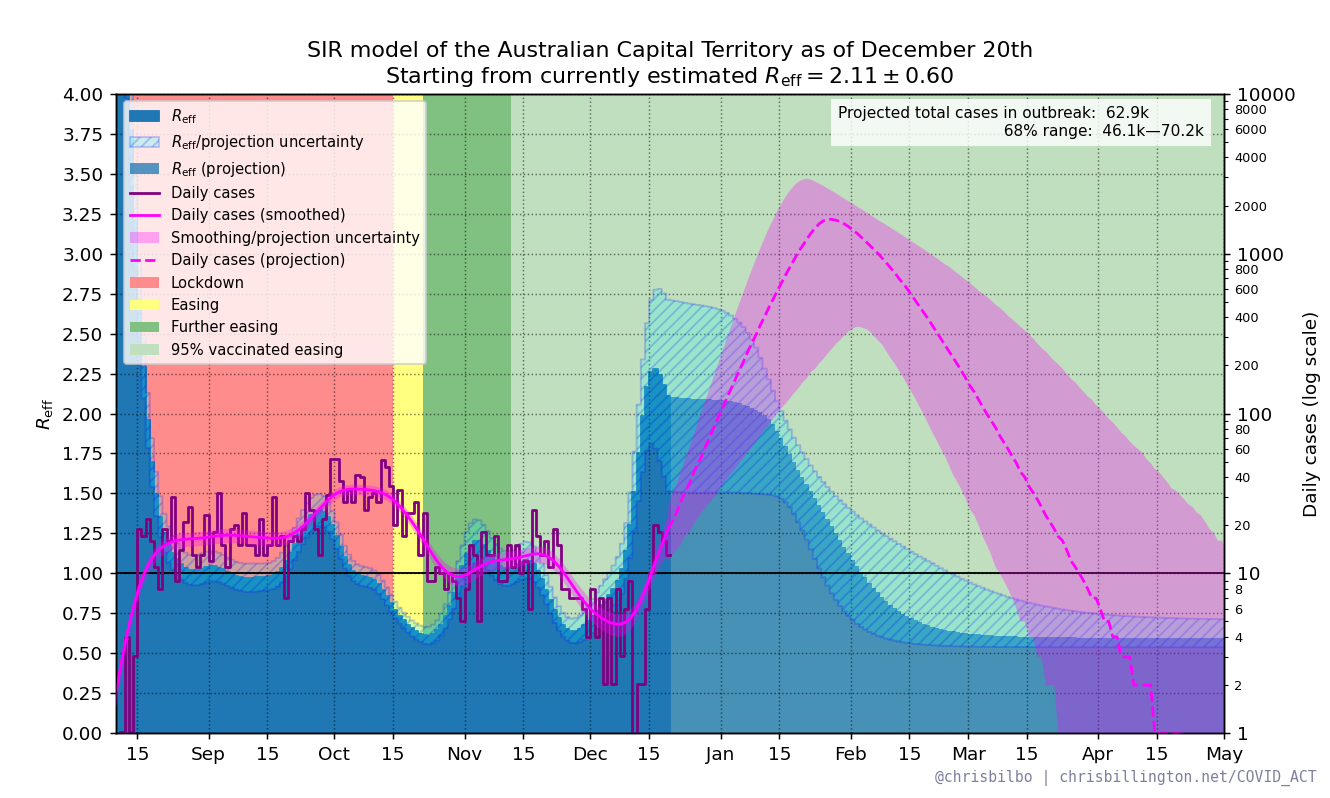 SIR model of the Australian Capital Territory as of December 20th
Starting from currently estimated R_eff = 2.11 ± 0.60
Projected total cases in outbreak: 62.9k
68% range: 46.1k—70.2k
R_eff
R_eff/projection uncertainty
R_eff (projection)
Daily cases
Daily cases (smoothed)
Smoothing/projection uncertainty
Daily cases (projection)
Lockdown
Easing
Further easing
95% vaccinated easing
R_eff
4.00
3.75
3.50
3.25
3.00
2.75
2.50
2.25
2.00
1.75
1.50
1.25
1.00
0.75
0.50
0.25
0.00
10000
8000
6000
4000
2000
1000
800
600
400
200
100
80
60
40
20
10
8
6
4
2
1
Daily cases (log scale)
15 Sep 15 Oct 15 Nov 15 Dec 15 Jan 15 Feb 15 Mar 15 Apr 15 May
@chrisbilbo | chrisbillington.net/COVID_ACT